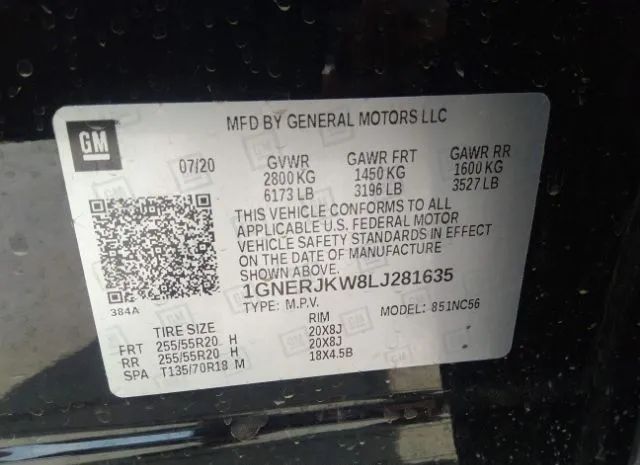 MFD BY GENERAL MOTORS LLC
GM
07/20 GVWR GAWR FRT GAWR RR
2800 KG 1450 KG 1600 KG
6173 LB 3196 LB 3527 LB
THIS VEHICLE CONFORMS TO ALL
APPLICABLE U.S. FEDERAL MOTOR
VEHICLE SAFETY STANDARDS IN EFFECT
ON THE DATE OF MANUFACTURE
SHOWN ABOVE.
384A
1GNERJKW8LJ281635
TYPE: M.P.V. MODEL: 851NC56
TIRE SIZE RIM
FRT 255/55R20 H 20X8J
RR 255/55R20 H 20X8J
SPA T135/70R18 M 18X4.5B